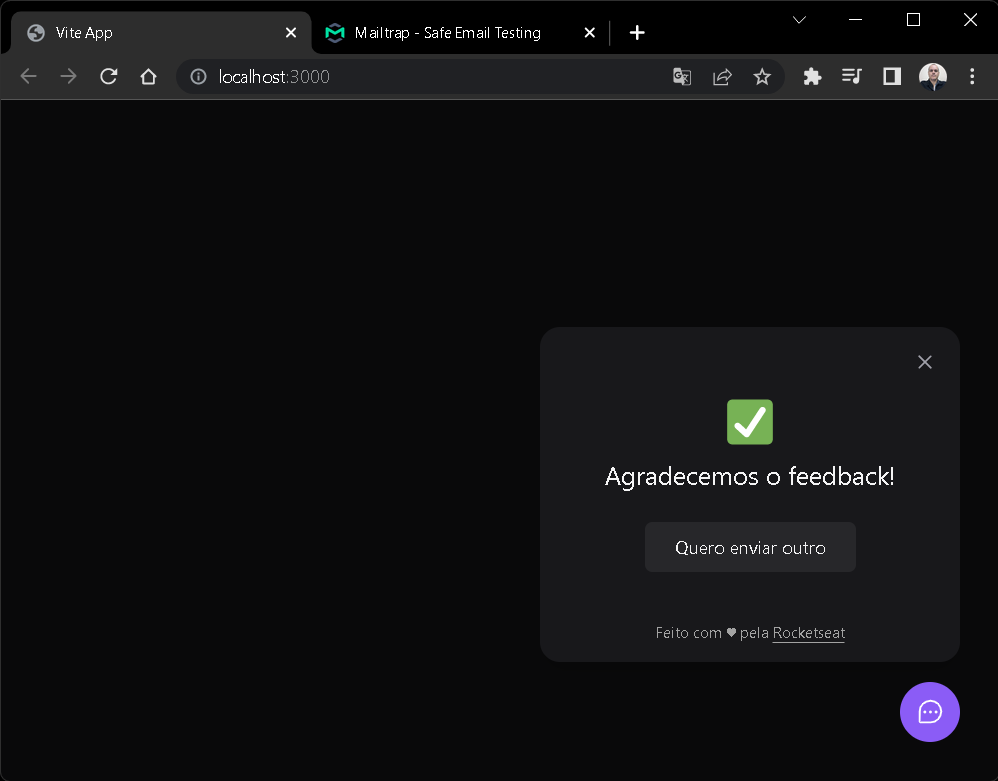 Vite App
Mailtrap - Safe Email Testing
localhost:3000
Agradecemos o feedback!
Quero enviar outro
Feito com ♥ pela Rocketseat